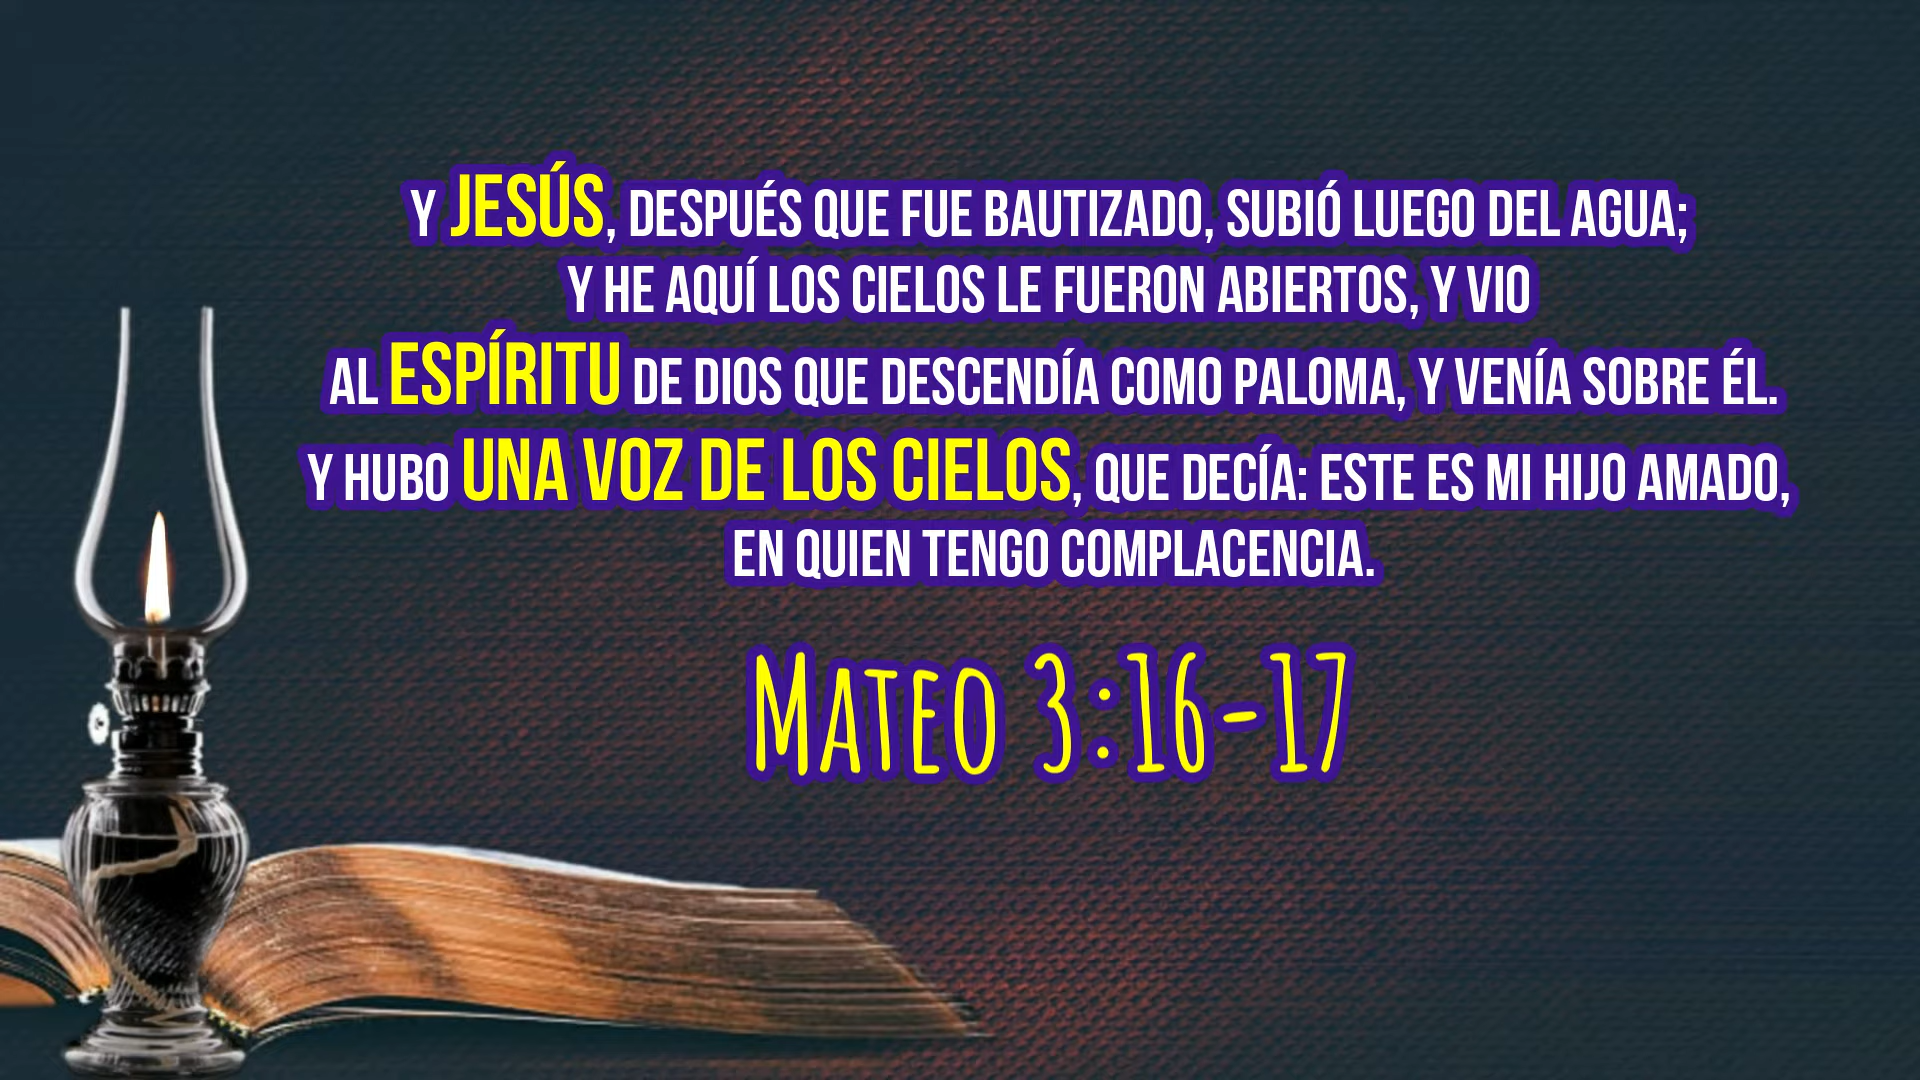 Y JESÚS, DESPUÉS QUE FUE BAUTIZADO, SUBIÓ LUEGO DEL AGUA;
Y HE AQUÍ LOS CIELOS LE FUERON ABIERTOS, Y VIO
AL ESPÍRITU DE DIOS QUE DESCENDÍA COMO PALOMA, Y VENÍA SOBRE ÉL.
Y HUBO UNA VOZ DE LOS CIELOS, QUE DECÍA: ESTE ES MI HIJO AMADO,
EN QUIEN TENGO COMPLACENCIA.
MATEO 3:16-17